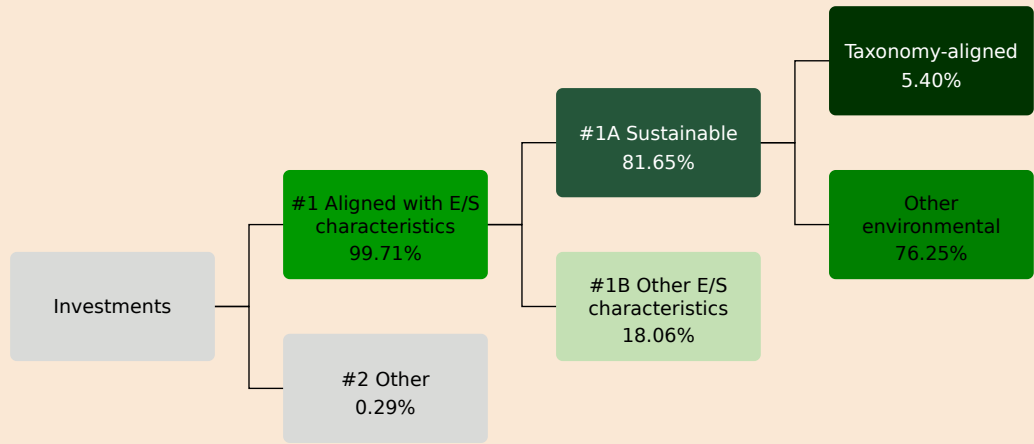 Investments
#1 Aligned with E/S
characteristics
99.71%
#2 Other
0.29%
#1A Sustainable
81.65%
#1B Other E/S
characteristics
18.06%
Taxonomy-aligned
5.40%
Other
environmental
76.25%